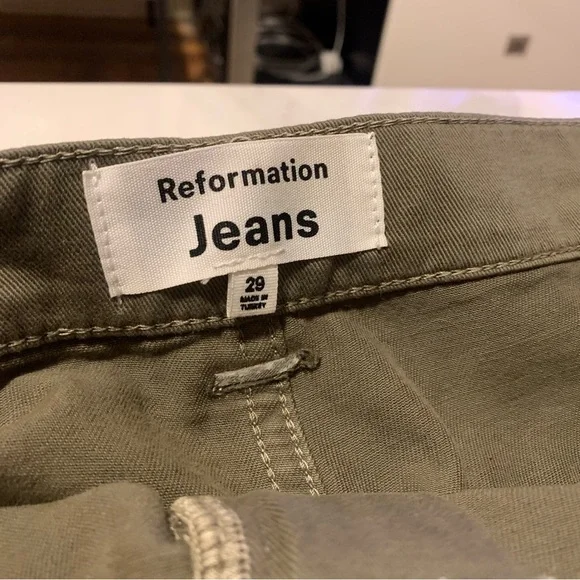 Reformation
Jeans
29
MADE IN
TURKEY